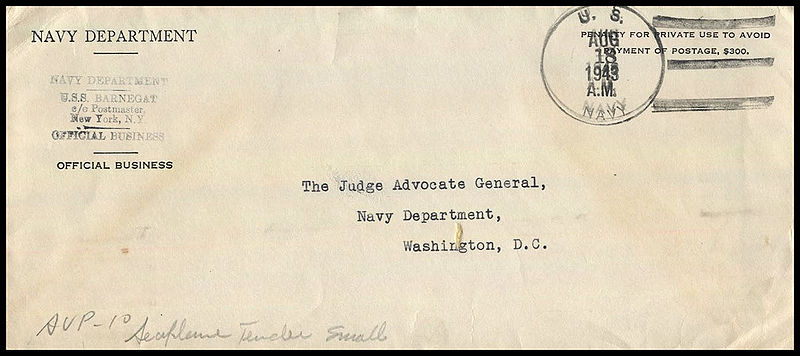 NAVY DEPARTMENT
NAVY DEPARTMENT
U.S.S. BARNEGAT
c/o Postmaster,
New York, N.Y.
OFFICIAL BUSINESS
OFFICIAL BUSINESS
U. S.
AUG
18
1943
A.M.
NAVY
PENALTY FOR PRIVATE USE TO AVOID
PAYMENT OF POSTAGE, $300.
The Judge Advocate General,
Navy Department,
Washington, D.C.
AVP-10 Seaplane Tender Small